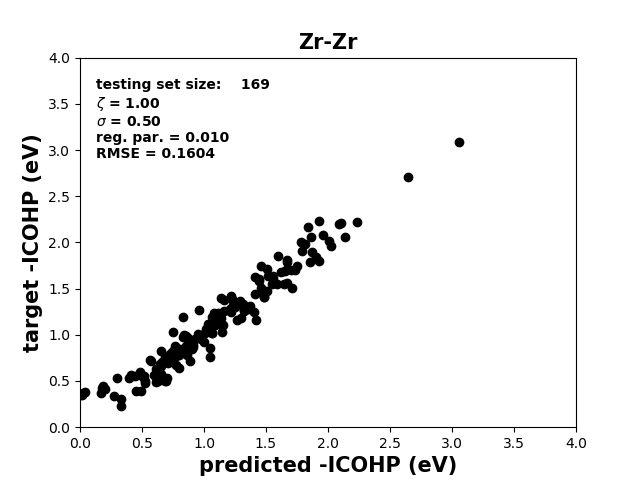 Zr-Zr
4.0
3.5
3.0
2.5
2.0
1.5
1.0
0.5
0.0
target -ICOHP (eV)
testing set size: 169
ζ = 1.00
σ = 0.50
reg. par. = 0.010
RMSE = 0.1604
0.0 0.5 1.0 1.5 2.0 2.5 3.0 3.5 4.0
predicted -ICOHP (eV)